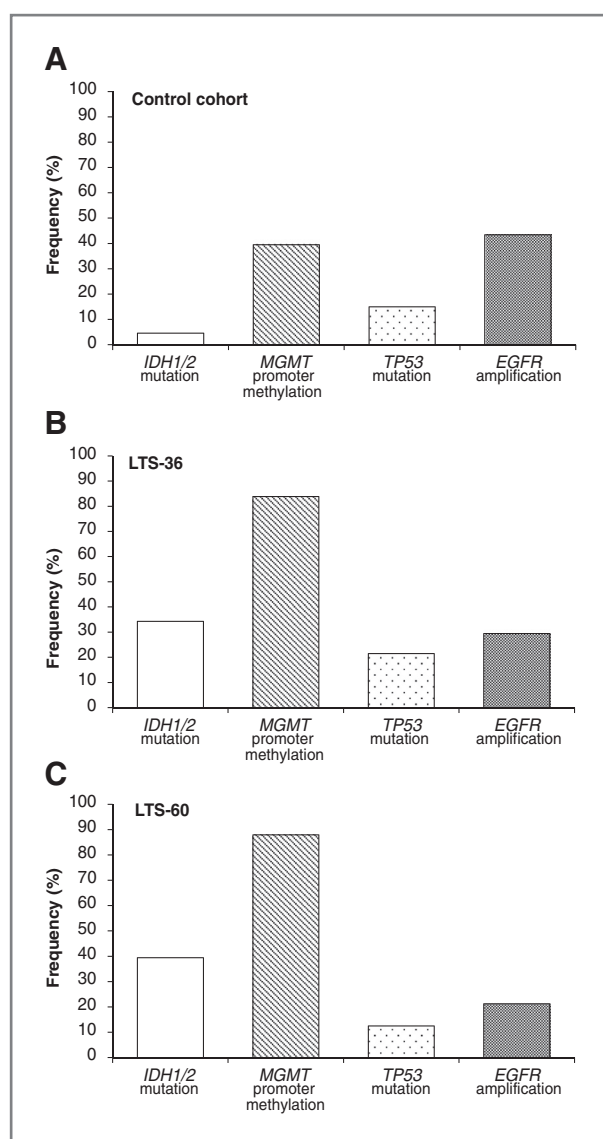 A
Control cohort
Frequency (%)
100
90
80
70
60
50
40
30
20
10
0
IDH1/2 MGMT TP53 EGFR
mutation promoter mutation amplification
methylation
B
LTS-36
Frequency (%)
100
90
80
70
60
50
40
30
20
10
0
IDH1/2 MGMT TP53 EGFR
mutation promoter mutation amplification
methylation
C
LTS-60
Frequency (%)
100
90
80
70
60
50
40
30
20
10
0
IDH1/2 MGMT TP53 EGFR
mutation promoter mutation amplification
methylation